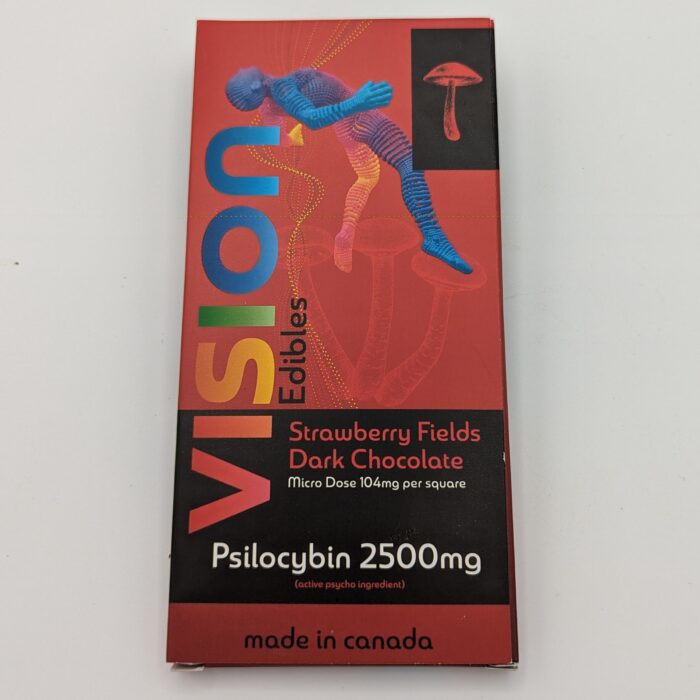 vision
Edibles
Strawberry Fields
Dark Chocolate
Micro Dose 104mg per square
Psilocybin 2500mg
(active psycho ingredient)
made in canada